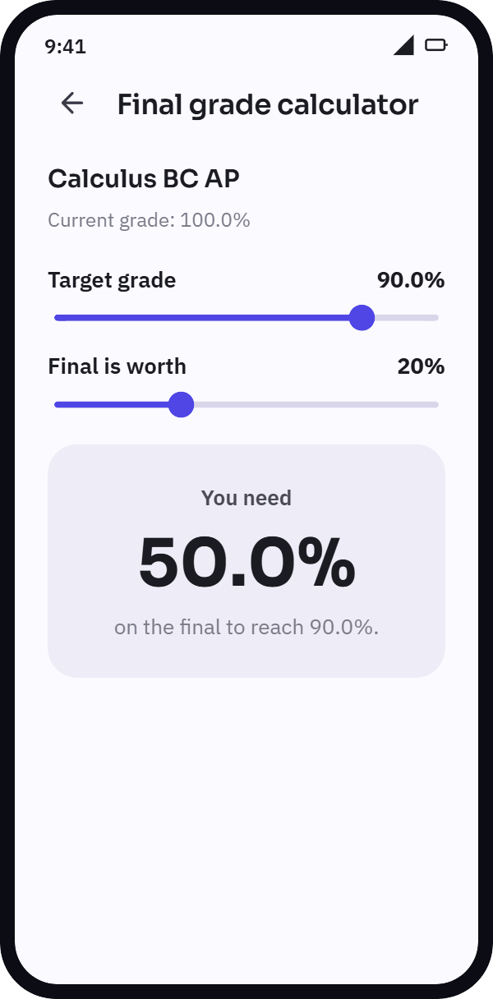 9:41
Final grade calculator
Calculus BC AP
Current grade: 100.0%
Target grade 90.0%
Final is worth 20%
You need
50.0%
on the final to reach 90.0%.